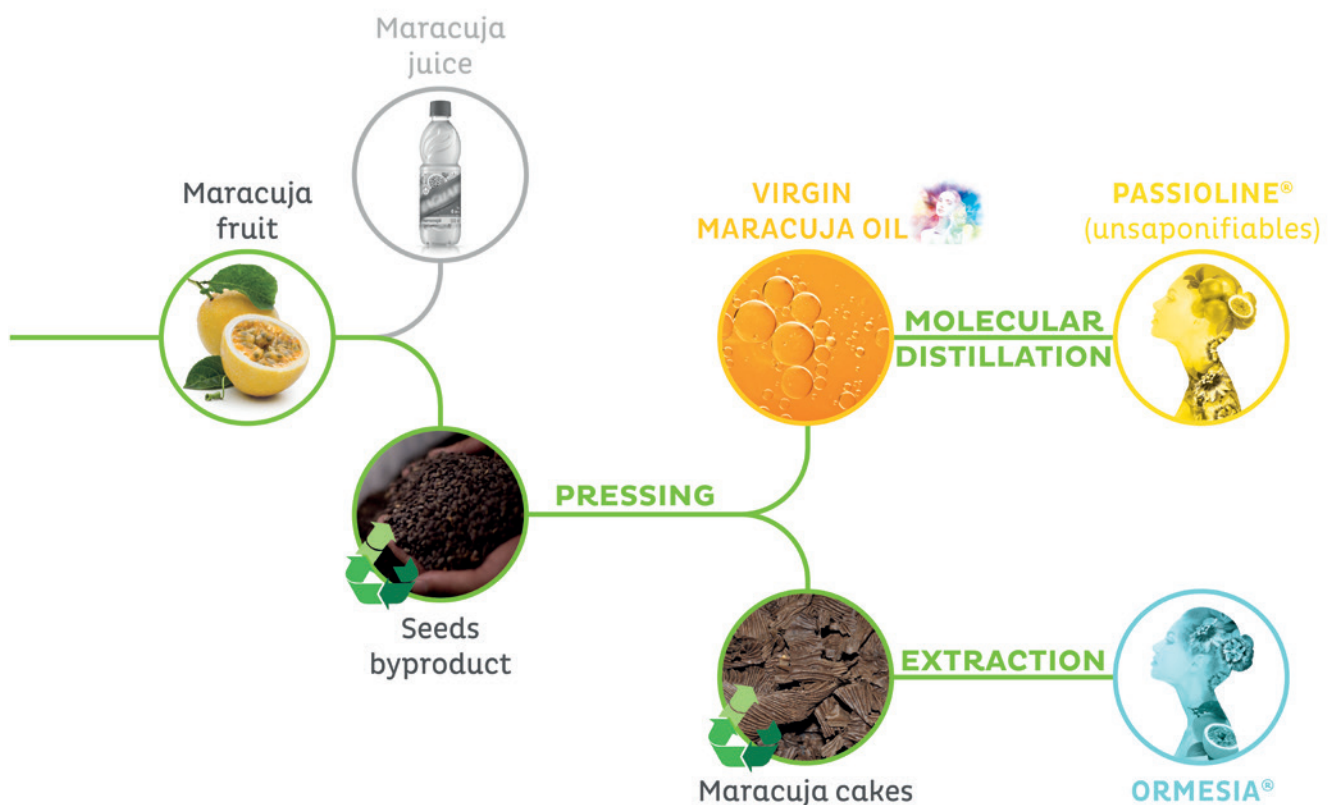 Maracuja
juice
Maracuja
fruit
VIRGIN
MARACUJA OIL
PASSIOLINE®
(unsaponifiables)
MOLECULAR
DISTILLATION
PRESSING
Seeds
byproduct
EXTRACTION
Maracuja cakes
ORMESIA®